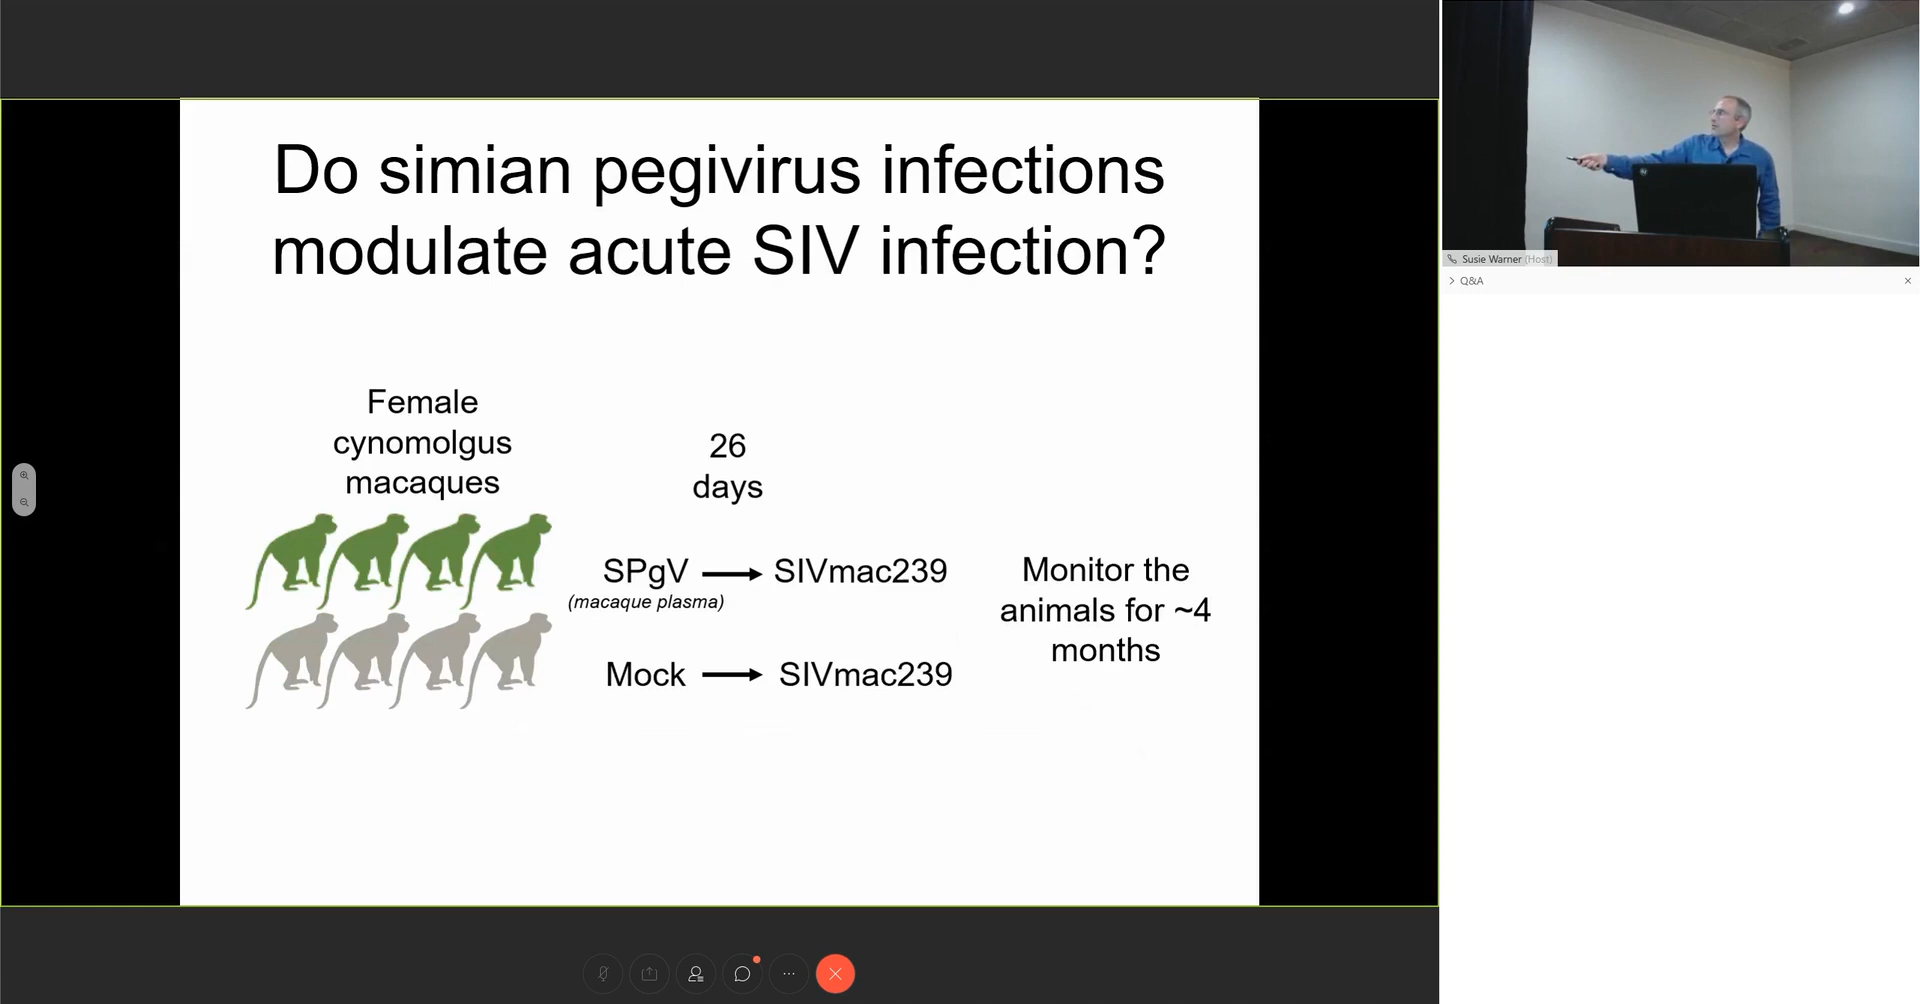 Do simian pegivirus infections
modulate acute SIV infection?
Female
cynomolgus
macaques
26
days
SPgV
SIVmac239
(macaque plasma)
Mock
SIVmac239
Monitor the
animals for ~4
months
Susie Warner (Host)
Q&A